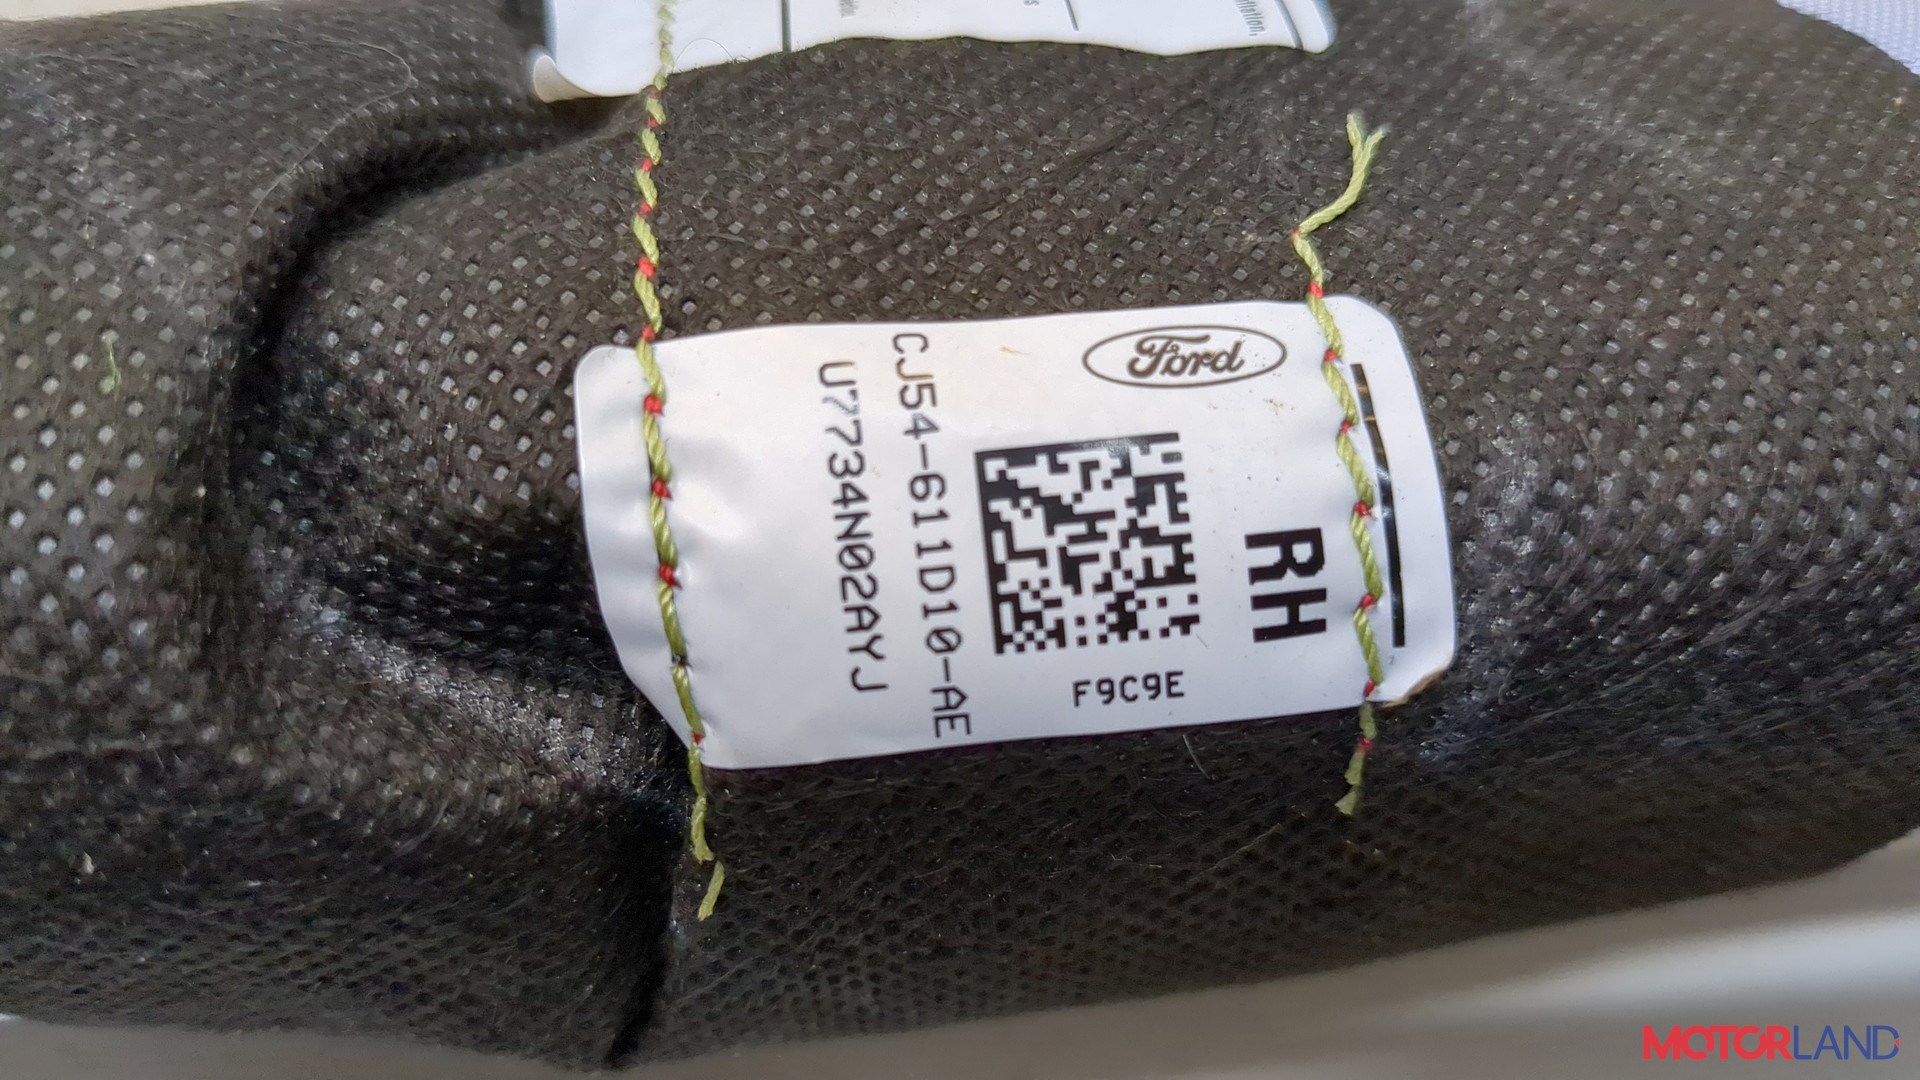 Ford
RH
F9C9E
CJ54-611D10-AE
U7734N02AYJ
MOTORLAND